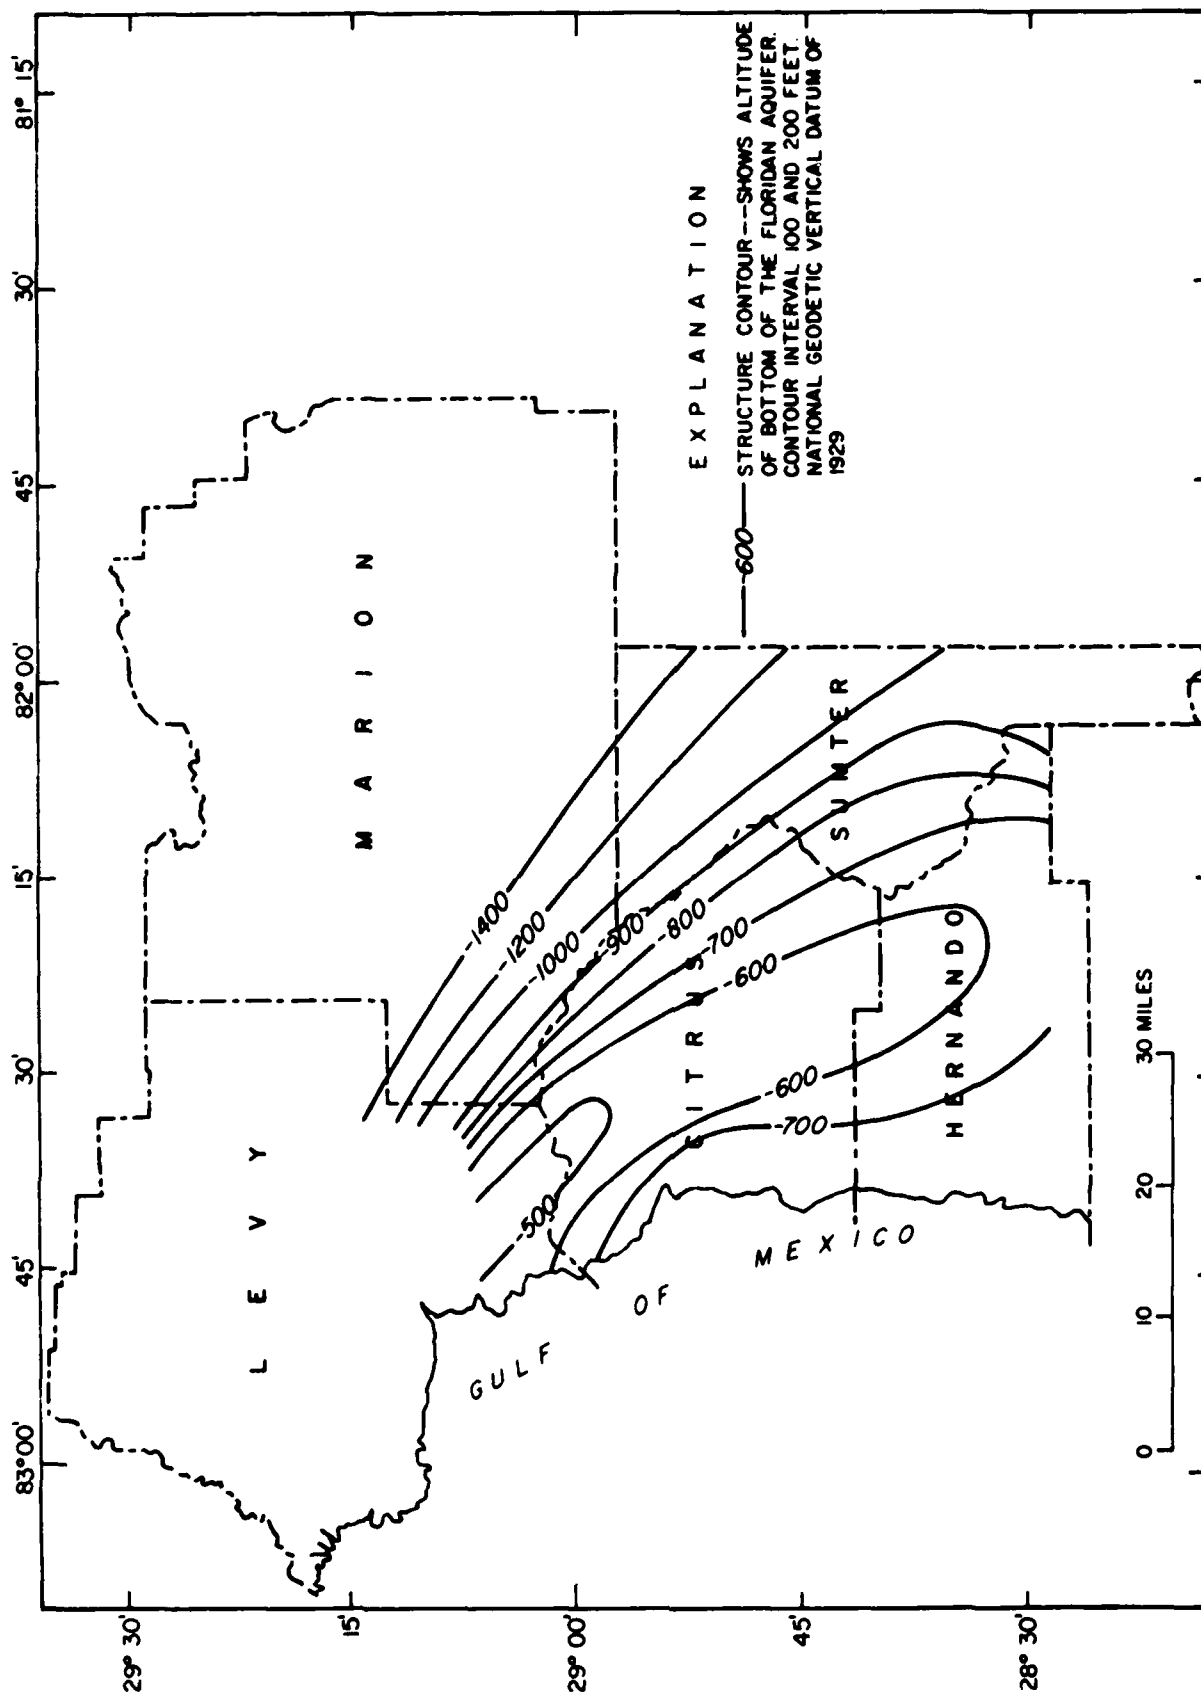 83° 00'
45'
30'
15'
82° 00'
45'
30'
81° 15'
29° 30'
15'
29° 00'
45'
28° 30'
LEVY
MARION
CITRUS
SUMTER
HERNANDO
GULF OF MEXICO
-1400
-1200
-1000
-900
-800
-700
-600
-500
-600
-700
EXPLANATION
—600— STRUCTURE CONTOUR--SHOWS ALTITUDE
OF BOTTOM OF THE FLORIDAN AQUIFER.
CONTOUR INTERVAL 100 AND 200 FEET.
NATIONAL GEODETIC VERTICAL DATUM OF
1929
0 10 20 30 MILES